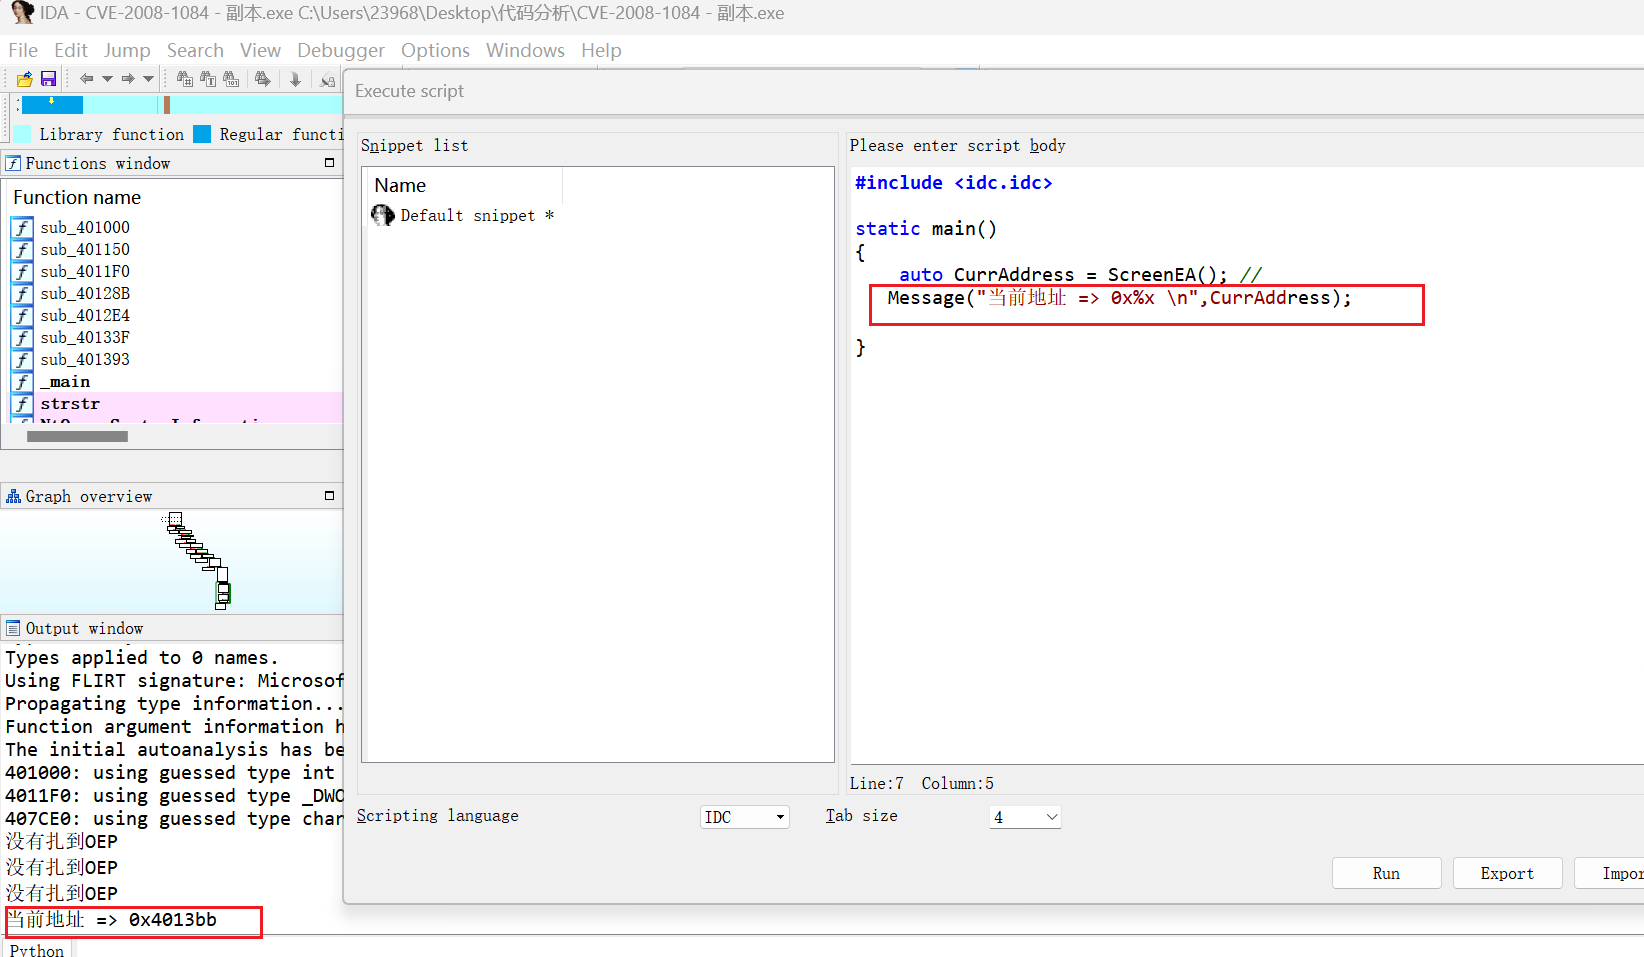 IDA - CVE-2008-1084 - 副本.exe C:\Users\23968\Desktop\代码分析\CVE-2008-1084 - 副本.exe
File Edit Jump Search View Debugger Options Windows Help
Execute script
Library function Regular functi
Functions window
Function name
sub_401000
sub_401150
sub_4011F0
sub_40128B
sub_4012E4
sub_40133F
sub_401393
_main
strstr
Graph overview
Output window
Types applied to 0 names.
Using FLIRT signature: Microsof
Propagating type information...
Function argument information h
The initial autoanalysis has be
401000: using guessed type int
4011F0: using guessed type _DWO
407CE0: using guessed type char
没有扎到OEP
没有扎到OEP
没有扎到OEP
当前地址 => 0x4013bb
Python
Snippet list
Name
Default snippet *
Please enter script body
#include <idc.idc>
static main()
{
auto CurrAddress = ScreenEA(); //
Message("当前地址 => 0x%x \n",CurrAddress);
}
Line:7 Column:5
Scripting language IDC Tab size 4
Run Export Impor